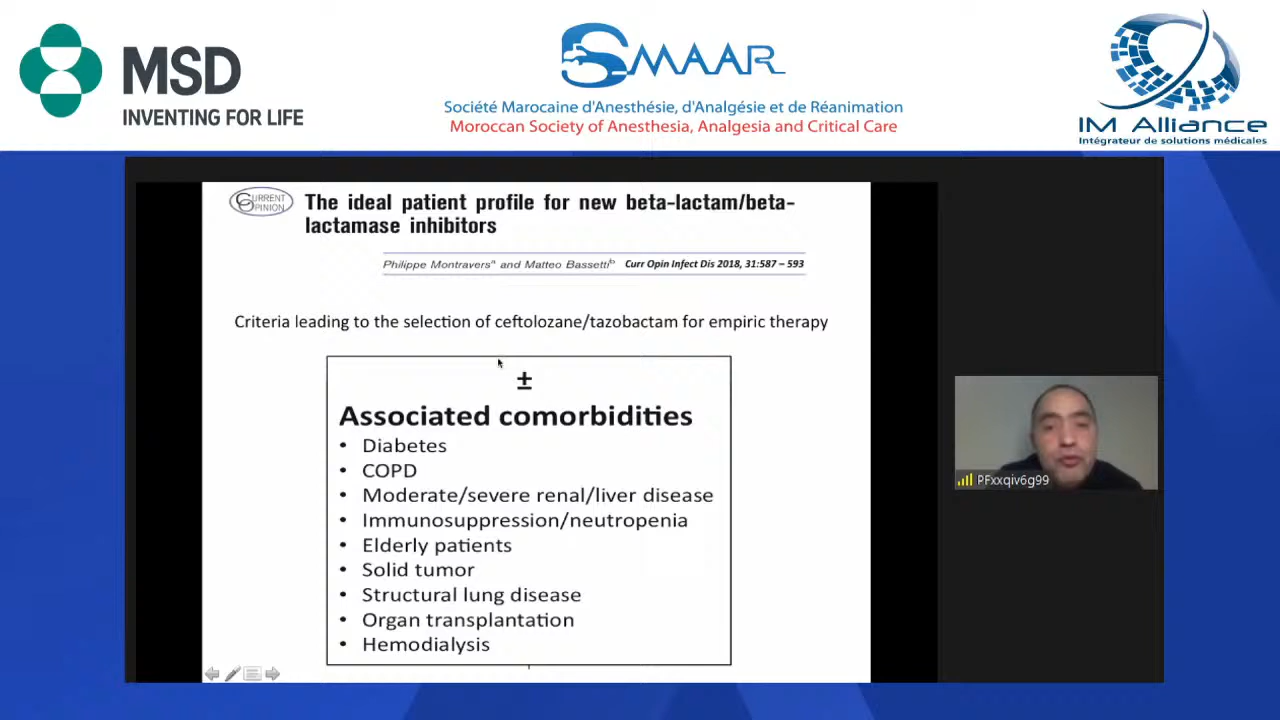 MSD
INVENTING FOR LIFE
SMAAR
Société Marocaine d'Anesthésie, d'Analgésie et de Réanimation
Moroccan Society of Anesthesia, Analgesia and Critical Care
IM Alliance
Intégrateur de solutions médicales
CURRENT
OPINION
The ideal patient profile for new beta-lactam/beta-
lactamase inhibitors
Philippe Montravers^a and Matteo Bassetti^b Curr Opin Infect Dis 2018, 31:587 – 593
Criteria leading to the selection of ceftolozane/tazobactam for empiric therapy
±
Associated comorbidities
• Diabetes
• COPD
• Moderate/severe renal/liver disease
• Immunosuppression/neutropenia
• Elderly patients
• Solid tumor
• Structural lung disease
• Organ transplantation
• Hemodialysis
PFxxqiv6g99